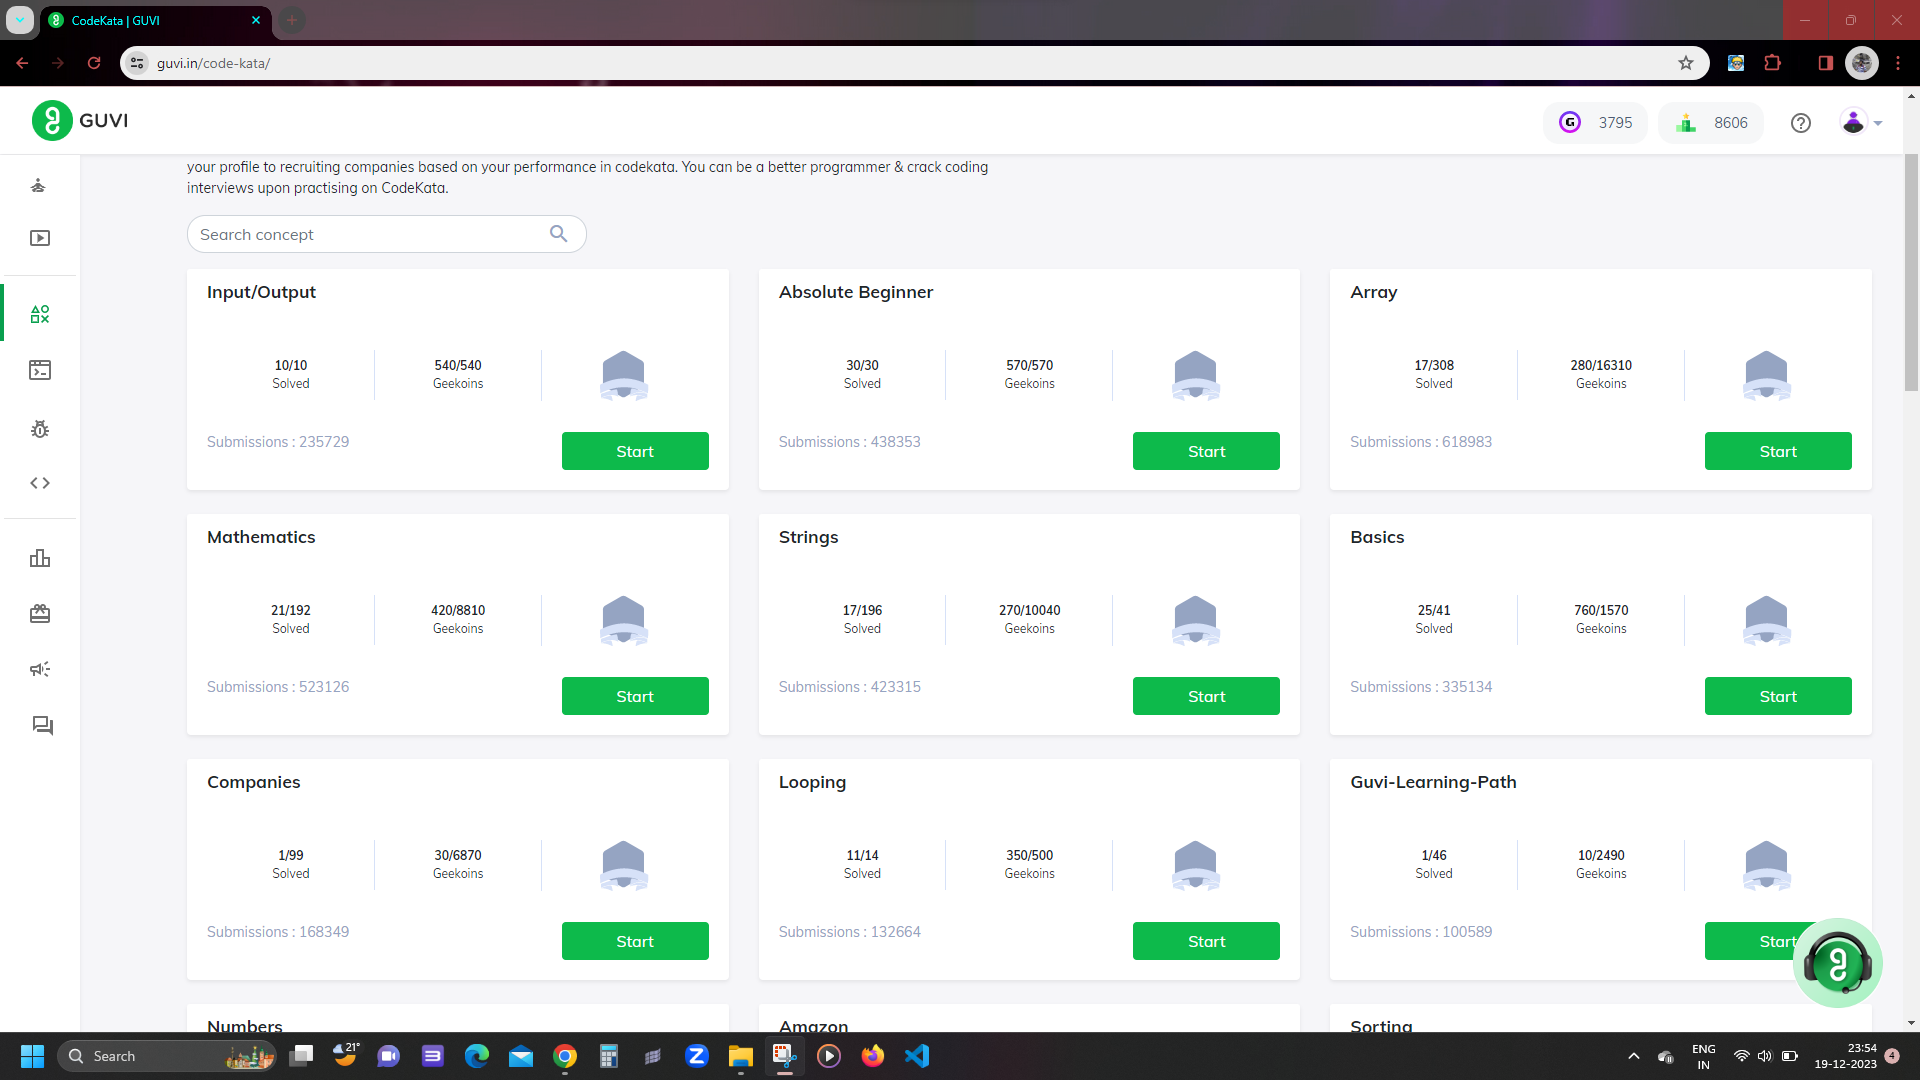 CodeKata | GUVI
guvi.in/code-kata/
GUVI
3795
8606
your profile to recruiting companies based on your performance in codekata. You can be a better programmer & crack coding
interviews upon practising on CodeKata.
Search concept
Input/Output
10/10
Solved
540/540
Geekoins
Submissions : 235729
Start
Absolute Beginner
30/30
Solved
570/570
Geekoins
Submissions : 438353
Start
Array
17/308
Solved
280/16310
Geekoins
Submissions : 618983
Start
Mathematics
21/192
Solved
420/8810
Geekoins
Submissions : 523126
Start
Strings
17/196
Solved
270/10040
Geekoins
Submissions : 423315
Start
Basics
25/41
Solved
760/1570
Geekoins
Submissions : 335134
Start
Companies
1/99
Solved
30/6870
Geekoins
Submissions : 168349
Start
Looping
11/14
Solved
350/500
Geekoins
Submissions : 132664
Start
Guvi-Learning-Path
1/46
Solved
10/2490
Geekoins
Submissions : 100589
Start
Numbers
Amazon
Sorting
Search
21°
ENG
IN
23:54
19-12-2023
4